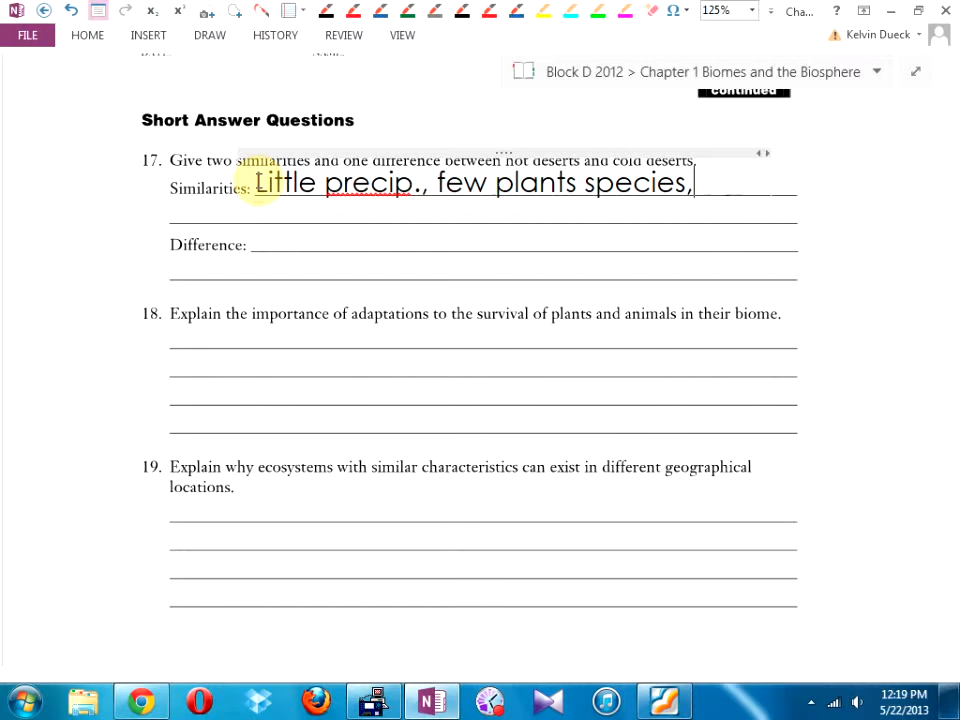 125%
Cha...
?
FILE
HOME
INSERT
DRAW
HISTORY
REVIEW
VIEW
Kelvin Dueck
Block D 2012 > Chapter 1 Biomes and the Biosphere
continued
Short Answer Questions
17. Give two similarities and one difference between hot deserts and cold deserts.
Similarities: Little precip., few plants species,
Difference:
18. Explain the importance of adaptations to the survival of plants and animals in their biome.
19. Explain why ecosystems with similar characteristics can exist in different geographical
locations.
12:19 PM
5/22/2013